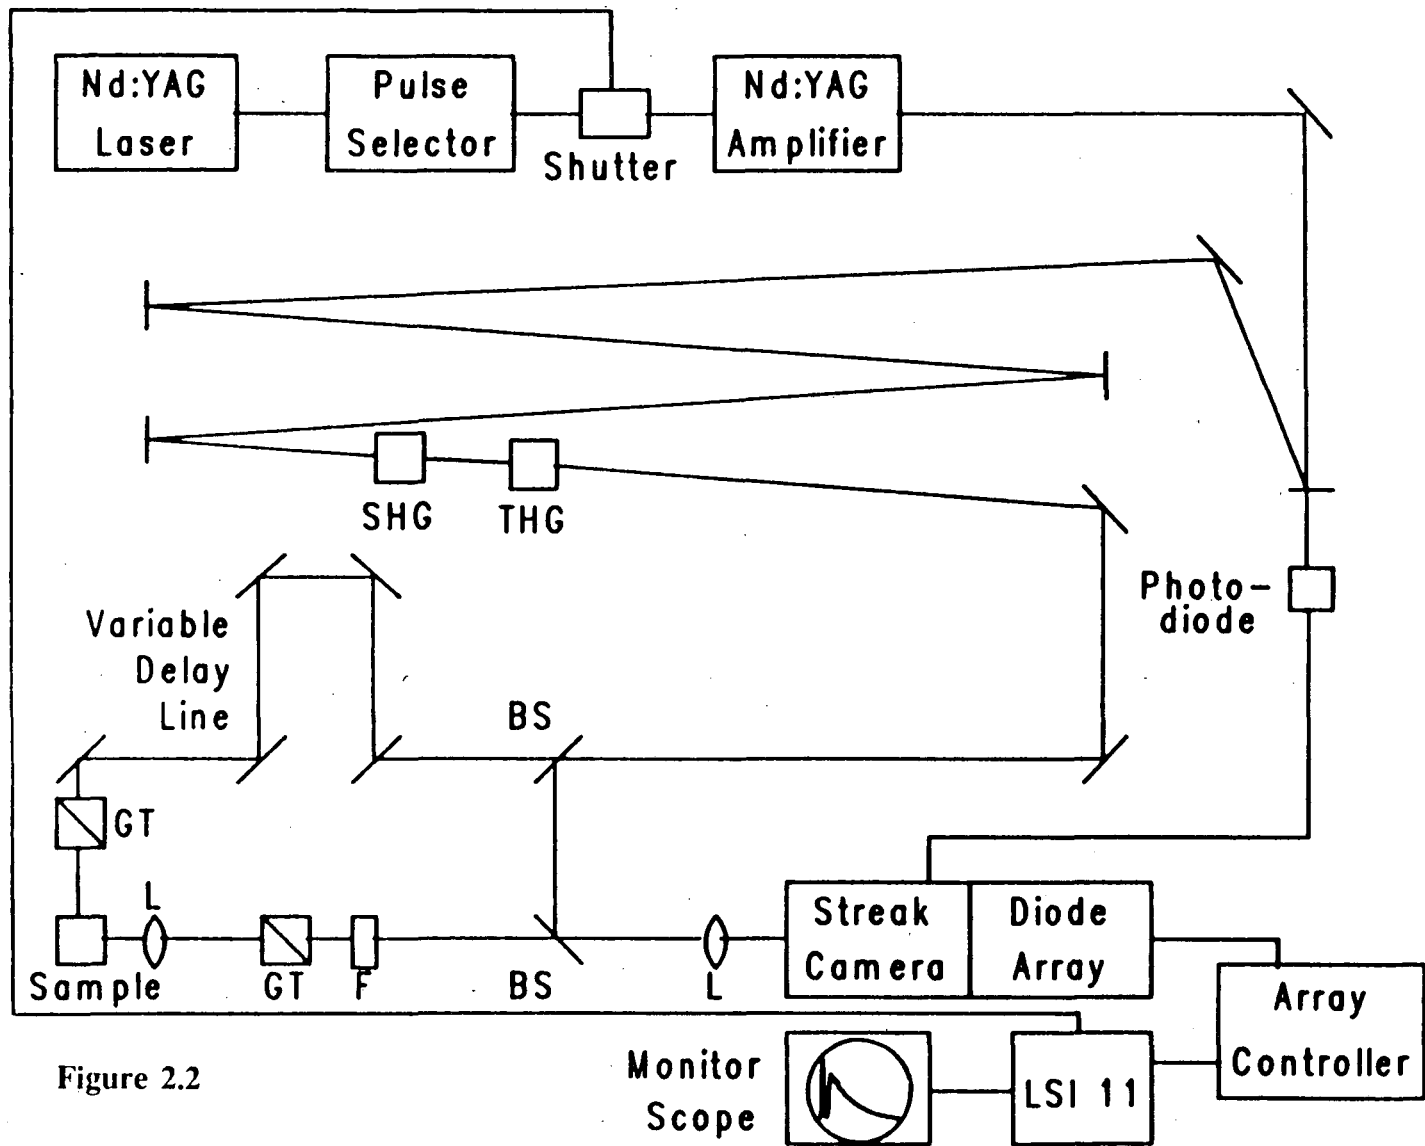 Nd:YAG
Laser
Pulse
Selector
Shutter
Nd:YAG
Amplifier
SHG
THG
Photo-
diode
Variable
Delay
Line
BS
GT
L
Sample
GT
F
BS
L
Streak
Camera
Diode
Array
Array
Controller
Monitor
Scope
LSI 11
Figure 2.2